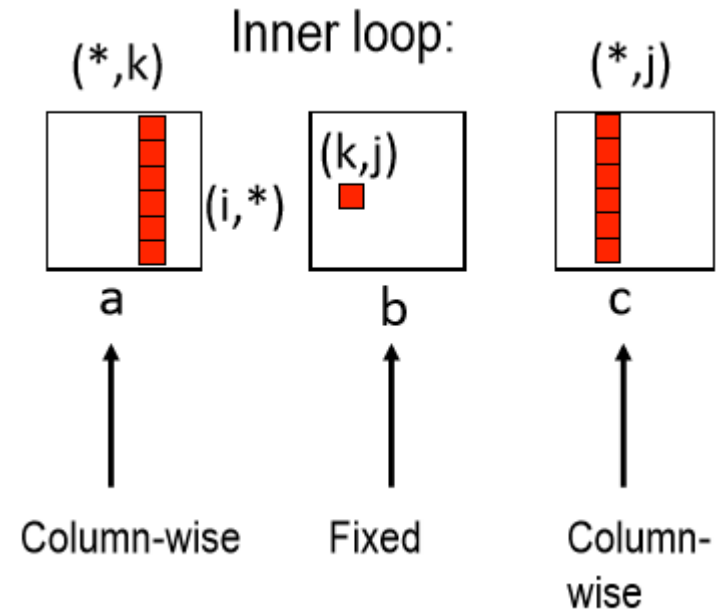 Inner loop:
(*,k)
(*,j)
(k,j)
(i,*)
a
b
c
Column-wise
Fixed
Column-
wise